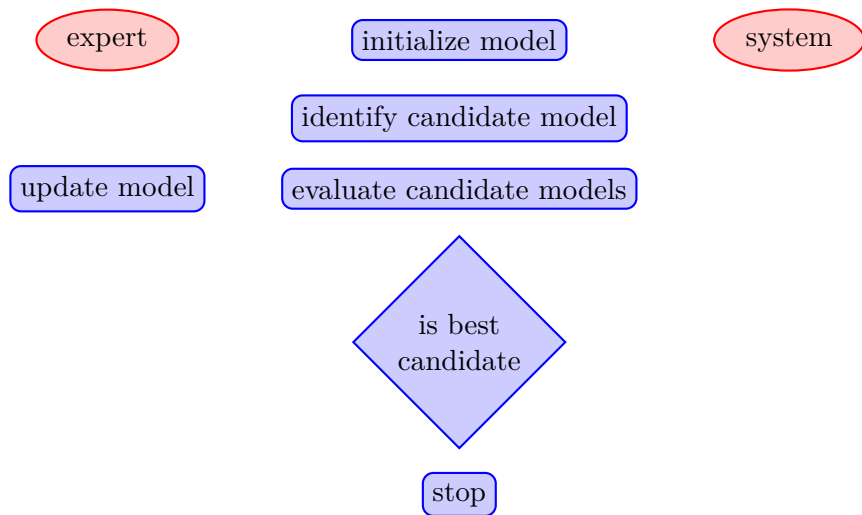 expert
initialize model
system
identify candidate model
update model
evaluate candidate models
is best
candidate
stop